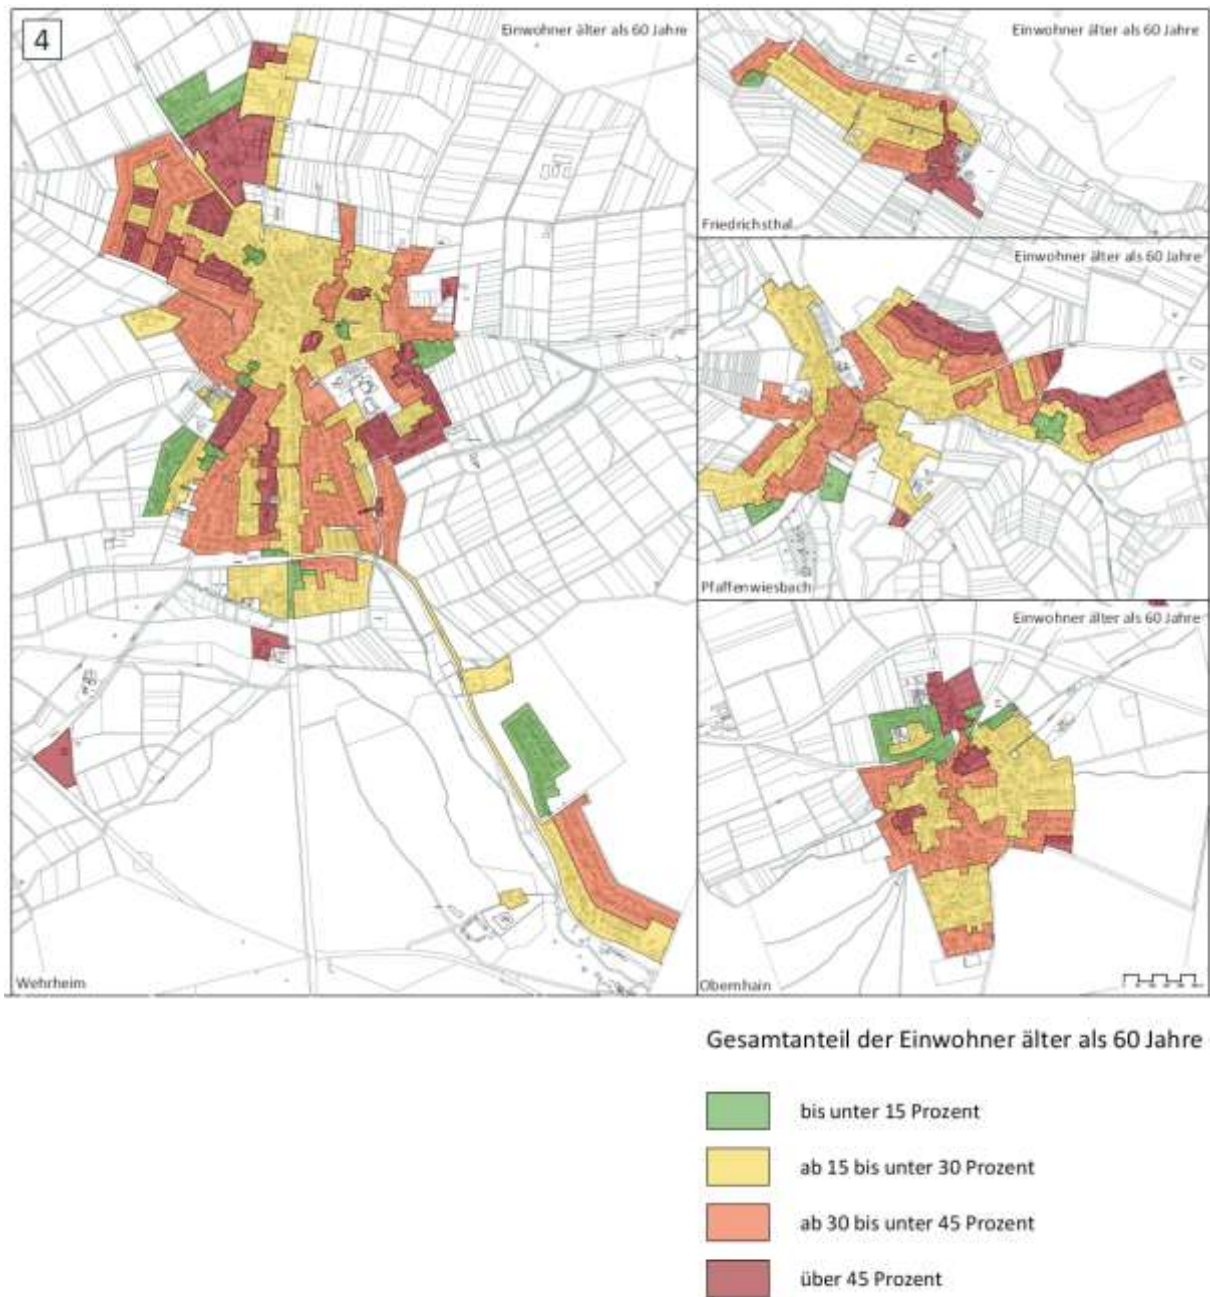 4
Einwohner älter als 60 Jahre
Wehrheim
Einwohner älter als 60 Jahre
Friedrichsthal
Einwohner älter als 60 Jahre
Pfaffenwiesbach
Einwohner älter als 60 Jahre
Obernhain
Gesamtanteil der Einwohner älter als 60 Jahre
bis unter 15 Prozent
ab 15 bis unter 30 Prozent
ab 30 bis unter 45 Prozent
über 45 Prozent